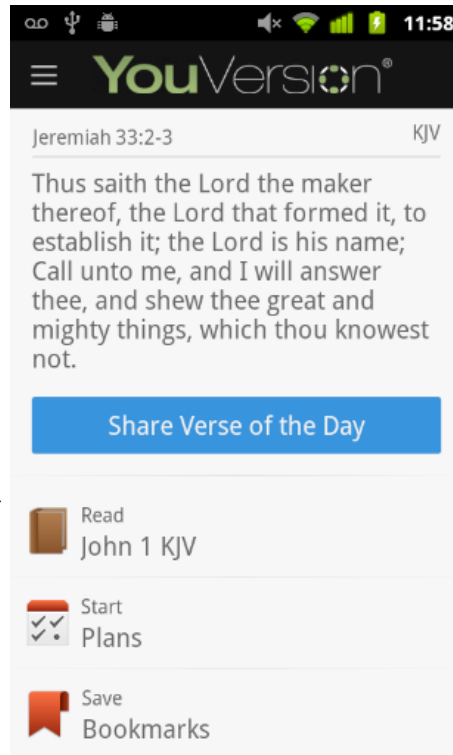 11:58
YouVersion®
Jeremiah 33:2-3 KJV
Thus saith the Lord the maker
thereof, the Lord that formed it, to
establish it; the Lord is his name;
Call unto me, and I will answer
thee, and shew thee great and
mighty things, which thou knowest
not.
Share Verse of the Day
Read
John 1 KJV
Start
Plans
Save
Bookmarks